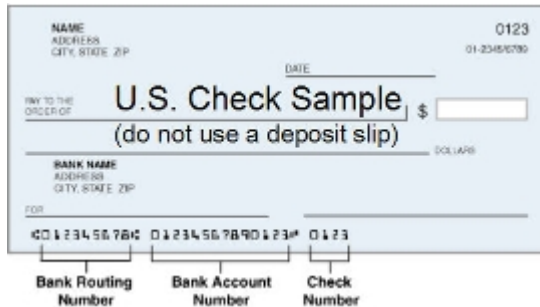 NAME
ADDRESS
CITY, STATE ZIP
0123
01-2345/6789
DATE
PAY TO THE
ORDER OF
U.S. Check Sample
$
(do not use a deposit slip)
DOLLARS
BANK NAME
ADDRESS
CITY, STATE ZIP
FOR
⑆012345678⑆ 01234567890123⑈ 0123
Bank Routing
Number
Bank Account
Number
Check
Number